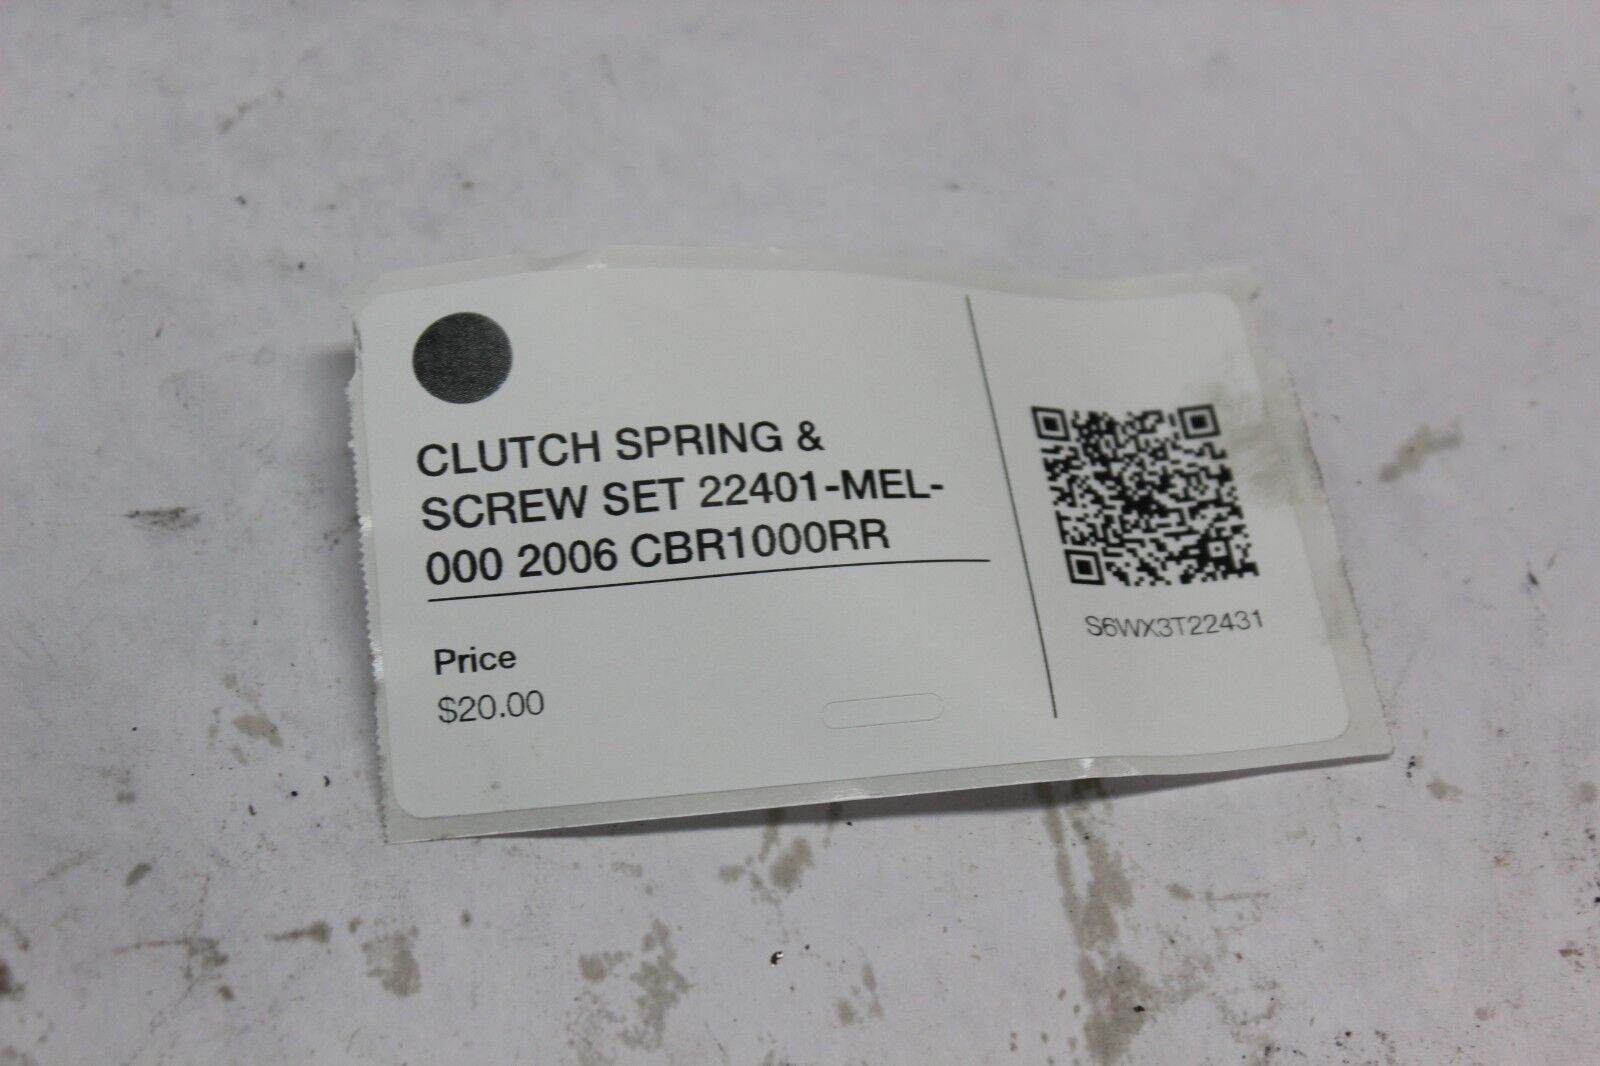 CLUTCH SPRING &
SCREW SET 22401-MEL-
000 2006 CBR1000RR
Price
$20.00
S6WX3T22431